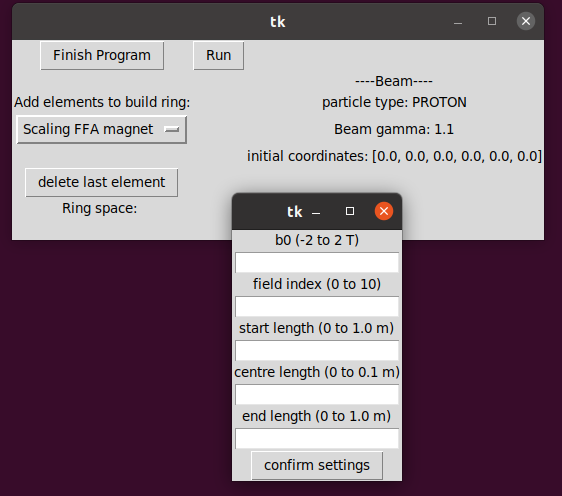 tk
Finish Program
Run
----Beam----
Add elements to build ring:
particle type: PROTON
Scaling FFA magnet
Beam gamma: 1.1
initial coordinates: [0.0, 0.0, 0.0, 0.0, 0.0, 0.0]
delete last element
Ring space:
tk
b0 (-2 to 2 T)
field index (0 to 10)
start length (0 to 1.0 m)
centre length (0 to 0.1 m)
end length (0 to 1.0 m)
confirm settings